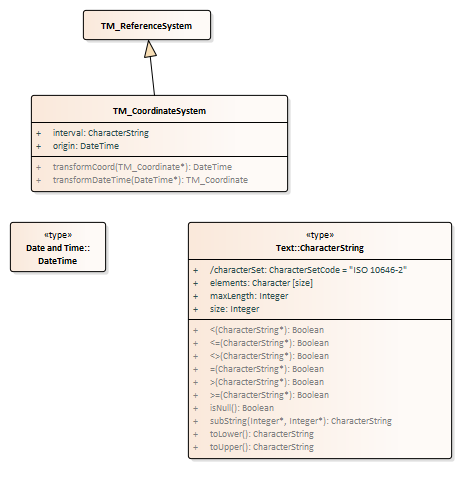 TM_ReferenceSystem
TM_CoordinateSystem
+ interval: CharacterString
+ origin: DateTime
+ transformCoord(TM_Coordinate*): DateTime
+ transformDateTime(DateTime*): TM_Coordinate
«type»
Date and Time::
DateTime
«type»
Text::CharacterString
+ /characterSet: CharacterSetCode = "ISO 10646-2"
+ elements: Character [size]
+ maxLength: Integer
+ size: Integer
+ <(CharacterString*): Boolean
+ <=(CharacterString*): Boolean
+ <>(CharacterString*): Boolean
+ =(CharacterString*): Boolean
+ >(CharacterString*): Boolean
+ >=(CharacterString*): Boolean
+ isNull(): Boolean
+ subString(Integer*, Integer*): CharacterString
+ toLower(): CharacterString
+ toUpper(): CharacterString